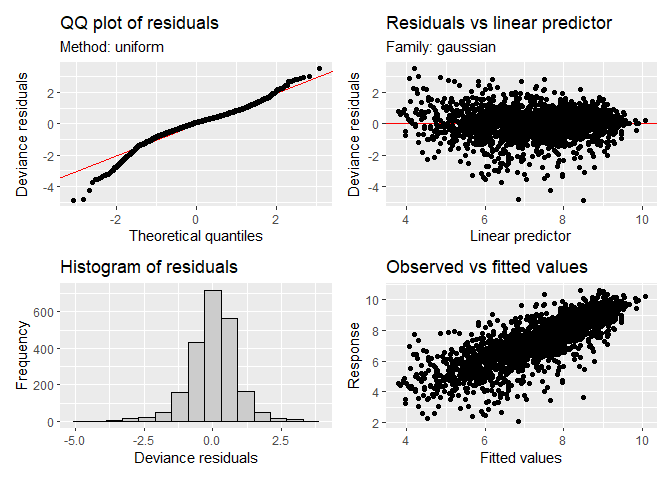 QQ plot of residuals
Method: uniform
Deviance residuals
2
0
-2
-4
-2
0
2
Theoretical quantiles
Residuals vs linear predictor
Family: gaussian
Deviance residuals
2
0
-2
-4
4
6
8
10
Linear predictor
Histogram of residuals
Frequency
600
400
200
0
-5.0
-2.5
0.0
2.5
Deviance residuals
Observed vs fitted values
Response
10
8
6
4
2
4
6
8
10
Fitted values